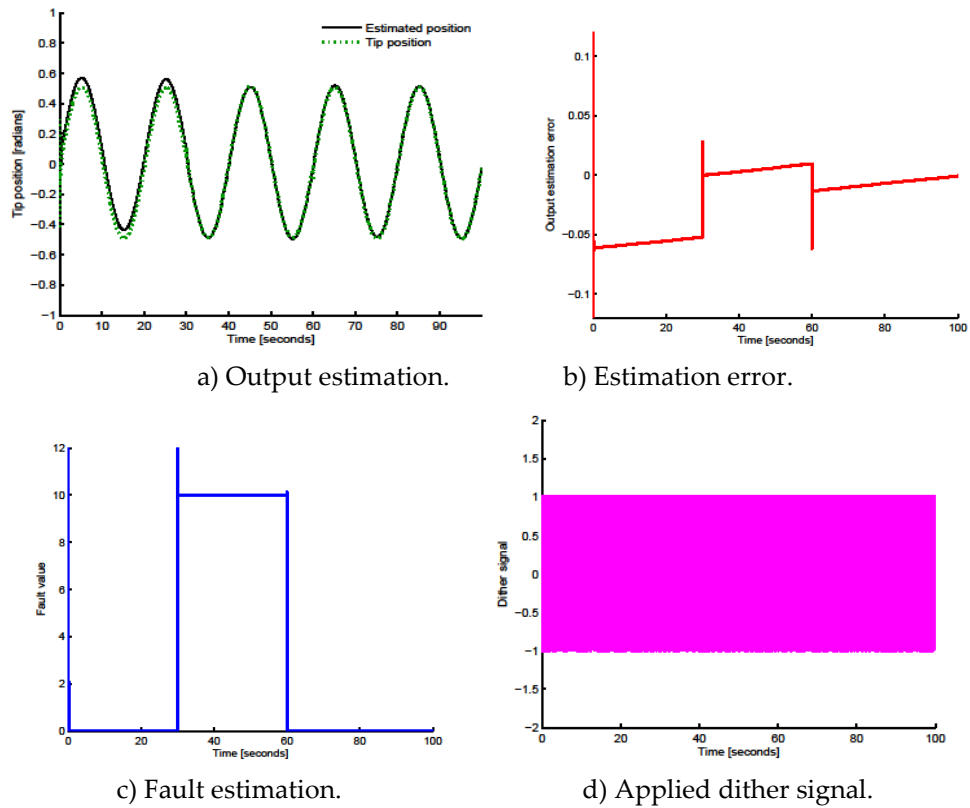 Estimated position
Tip position
Tip position [radians]
1
0.8
0.6
0.4
0.2
0
−0.2
−0.4
−0.6
−0.8
−1
0 10 20 30 40 50 60 70 80 90
Time [seconds]
a) Output estimation.
Output estimation error
0.1
0.05
0
−0.05
−0.1
0 20 40 60 80 100
Time [seconds]
b) Estimation error.
Fault value
12
10
8
6
4
2
0
0 20 40 60 80 100
Time [seconds]
c) Fault estimation.
Dither signal
2
1.5
1
0.5
0
−0.5
−1
−1.5
−2
0 20 40 60 80 100
Time [seconds]
d) Applied dither signal.